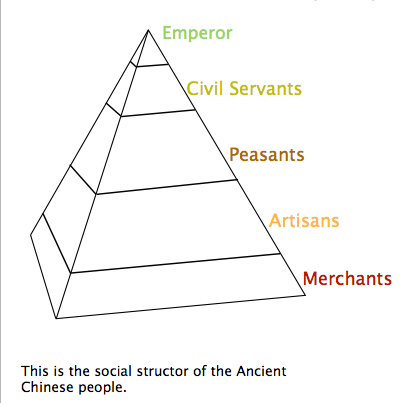 Emperor
Civil Servants
Peasants
Artisans
Merchants
This is the social structor of the Ancient
Chinese people.